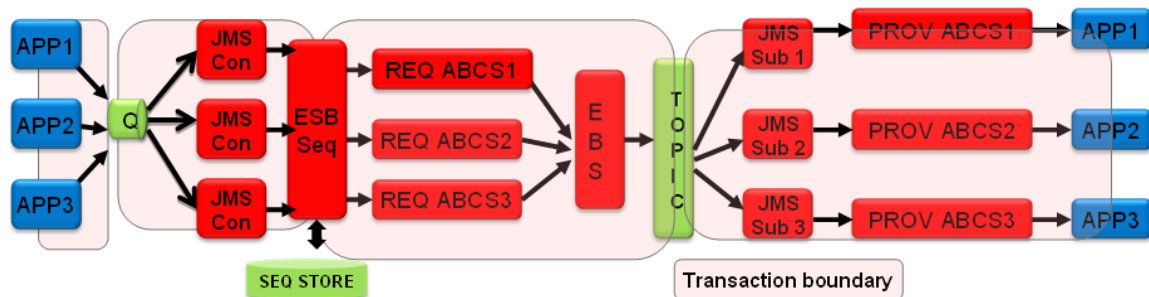 APP1
APP2
APP3
Q
JMS
Con
JMS
Con
JMS
Con
ESB
Seq
SEQ STORE
REQ ABCS1
REQ ABCS2
REQ ABCS3
E
B
S
T
O
P
I
C
JMS
Sub 1
JMS
Sub 2
JMS
Sub 3
PROV ABCS1
PROV ABCS2
PROV ABCS3
APP1
APP2
APP3
Transaction boundary